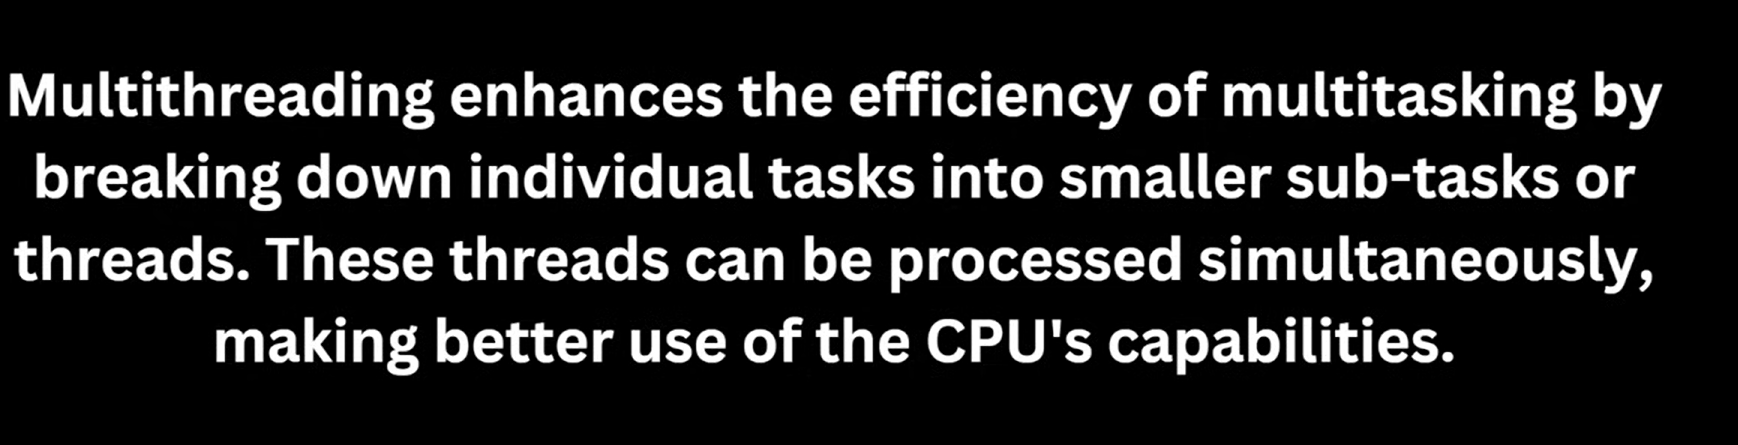 Multithreading enhances the efficiency of multitasking by
breaking down individual tasks into smaller sub-tasks or
threads. These threads can be processed simultaneously,
making better use of the CPU's capabilities.